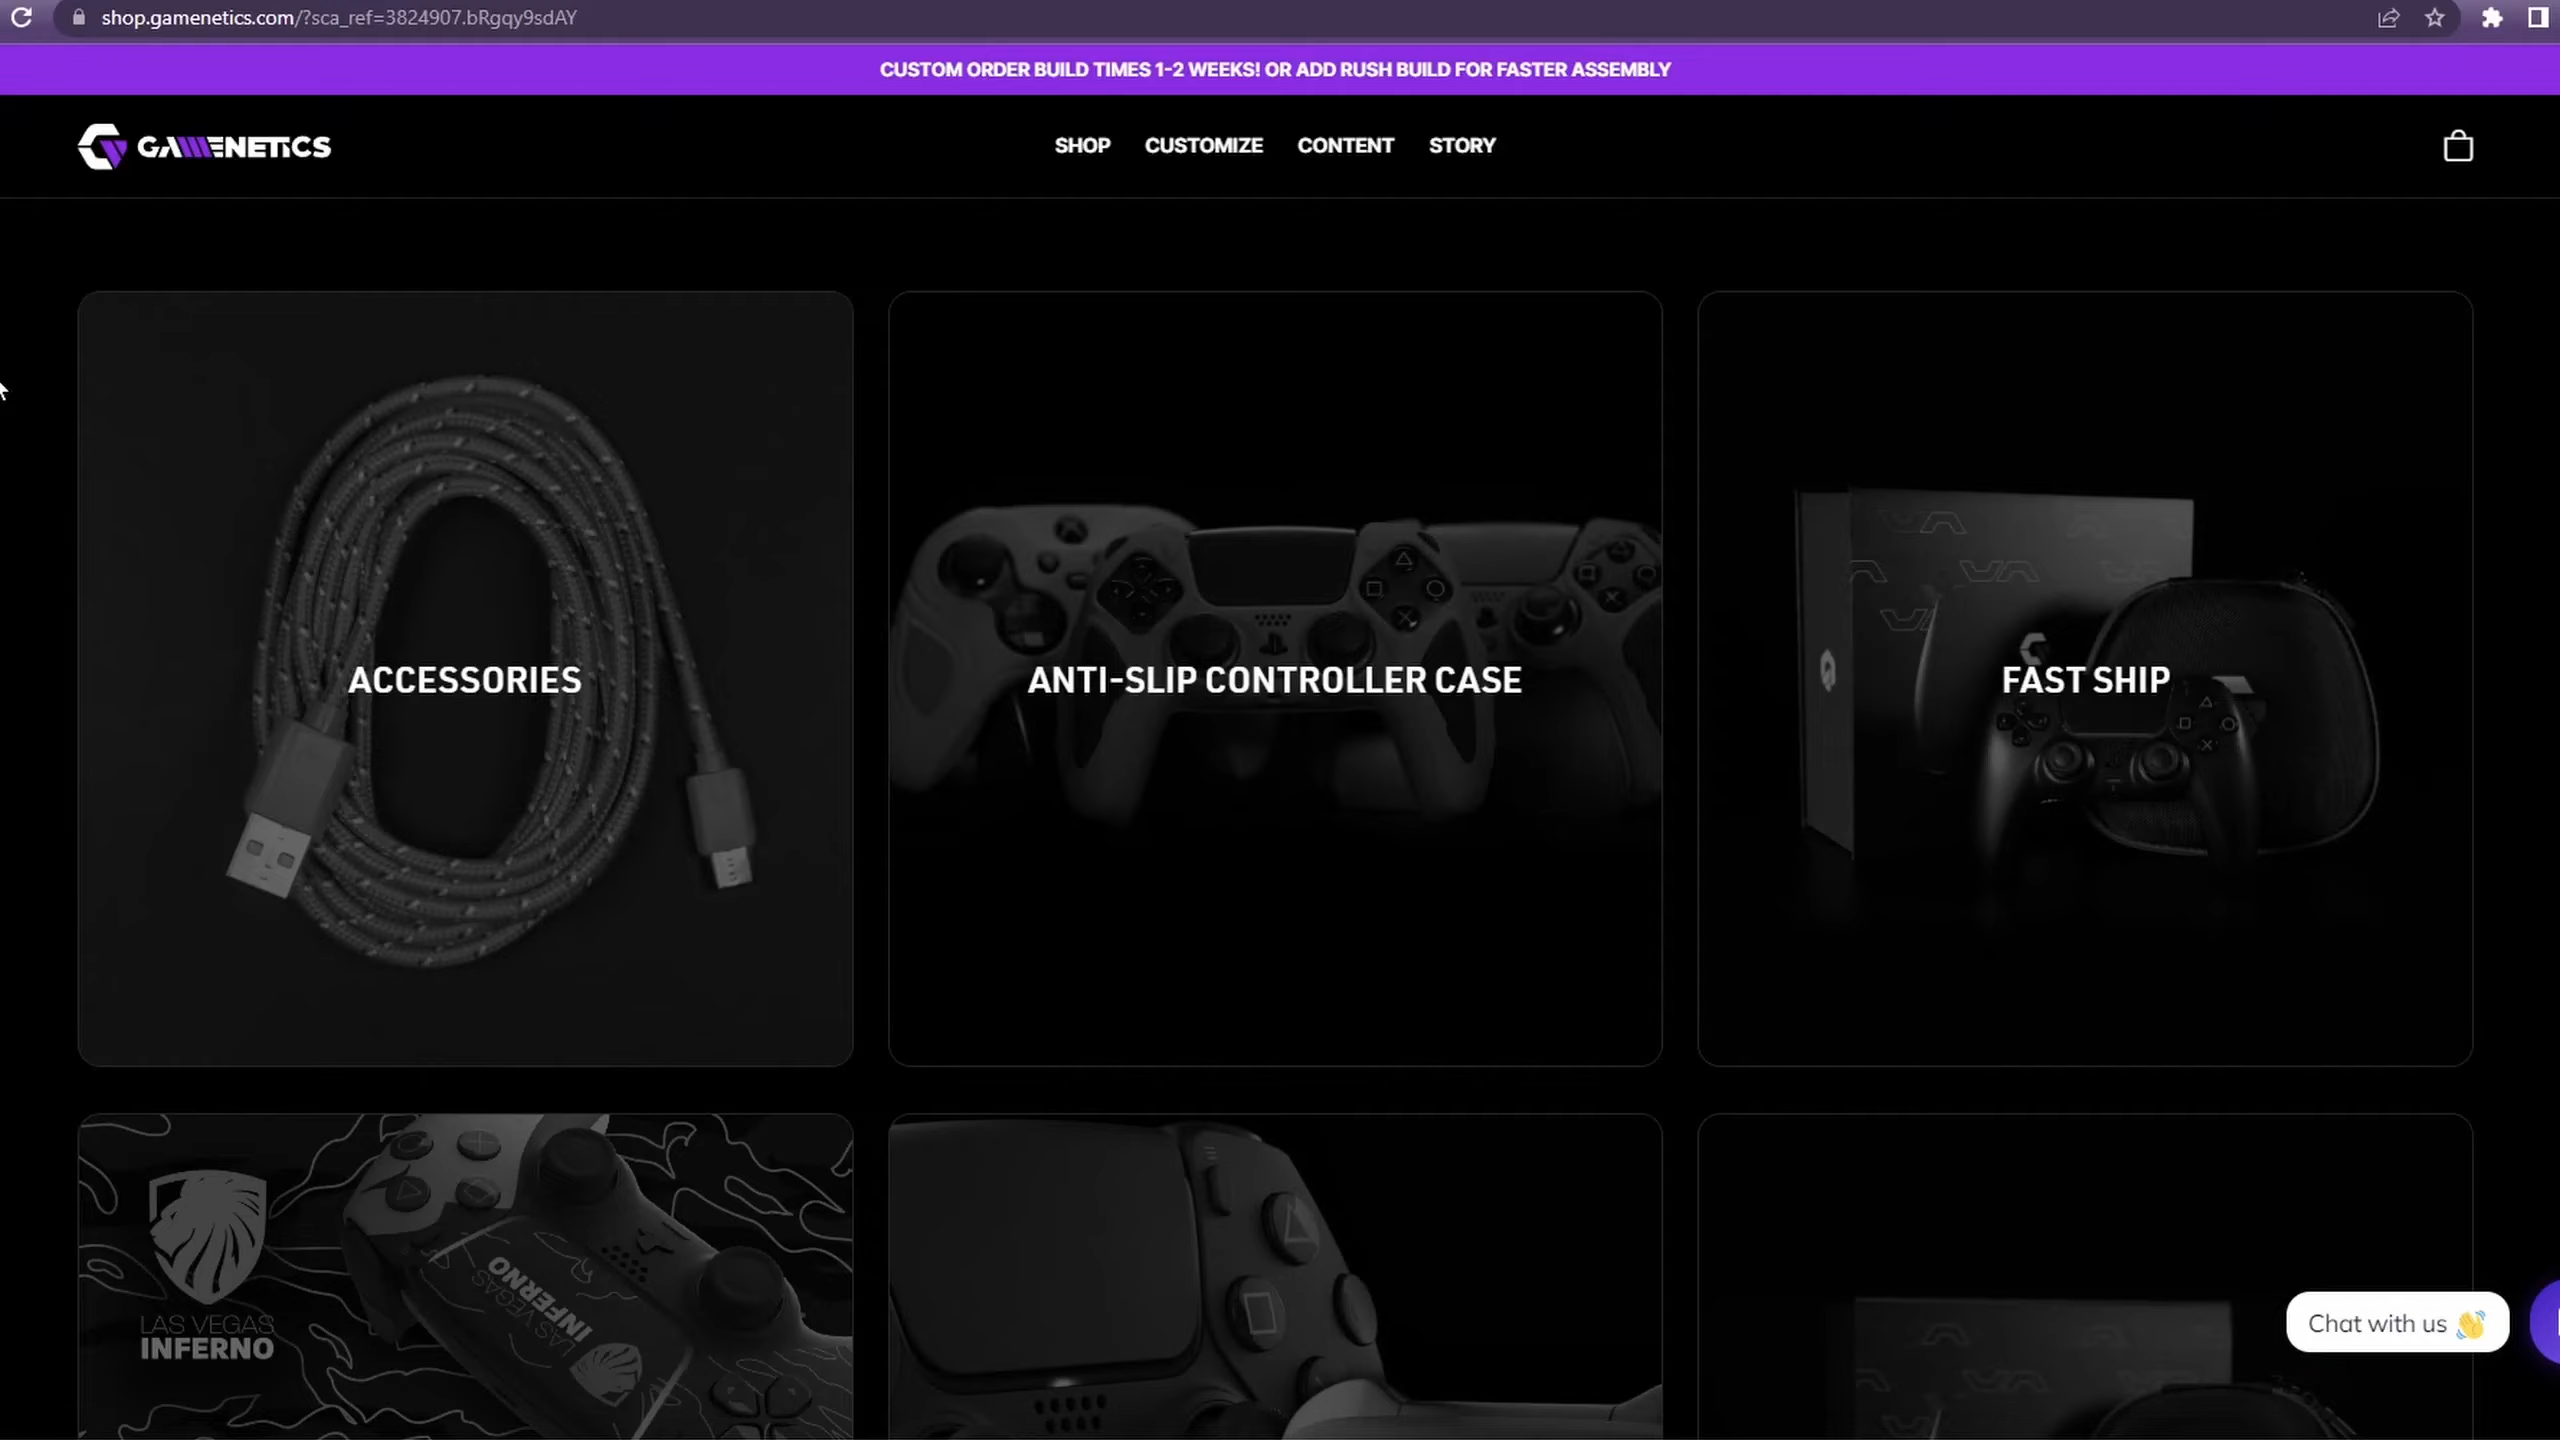 shop.gamenetics.com/?sca_ref=3824907.bRgqy9sdAY
CUSTOM ORDER BUILD TIMES 1-2 WEEKS! OR ADD RUSH BUILD FOR FASTER ASSEMBLY
GAMENETICS
SHOP CUSTOMIZE CONTENT STORY
ACCESSORIES
ANTI-SLIP CONTROLLER CASE
FAST SHIP
LAS VEGAS
INFERNO
LAS VEGAS
INFERNO
Chat with us 👋